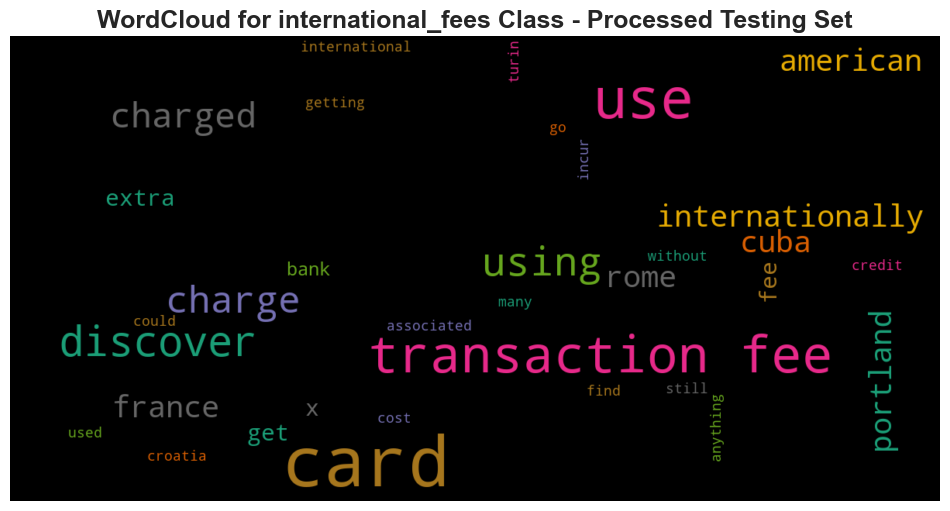 WordCloud for international_fees Class - Processed Testing Set
international
turin
american
use
charged
getting
go
incur
extra
internationally
cuba
using
without
credit
bank
rome
fee
charge
many
could
associated
discover
transaction fee
portland
find
still
france
x
cost
anything
used
get
croatia
card